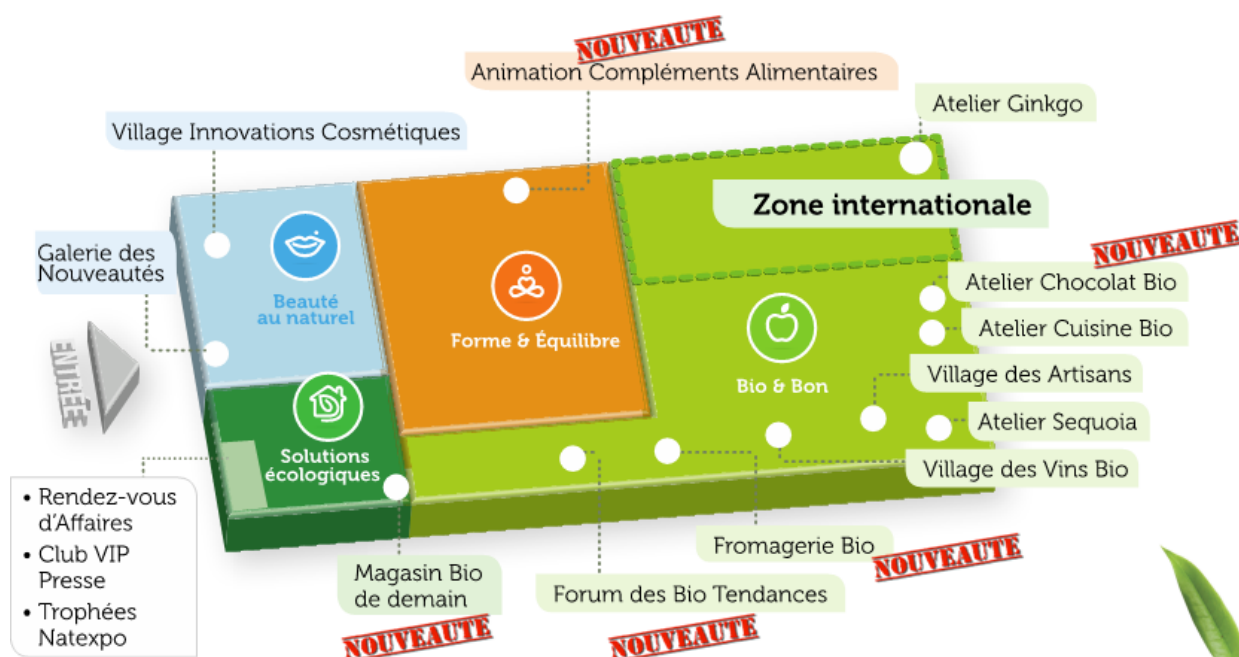 NOUVEAUTE
Animation Compléments Alimentaires
Atelier Ginkgo
Village Innovations Cosmétiques
Zone internationale
NOUVEAUTE
Galerie des
Nouveautés
Atelier Chocolat Bio
Beauté
au naturel
Forme & Équilibre
Atelier Cuisine Bio
ENTRÉE
Bio & Bon
Village des Artisans
Atelier Sequoia
Solutions
écologiques
Village des Vins Bio
• Rendez-vous
d'Affaires
• Club VIP
Presse
• Trophées
Natexpo
Fromagerie Bio
NOUVEAUTE
Magasin Bio
de demain
NOUVEAUTE
Forum des Bio Tendances
NOUVEAUTE